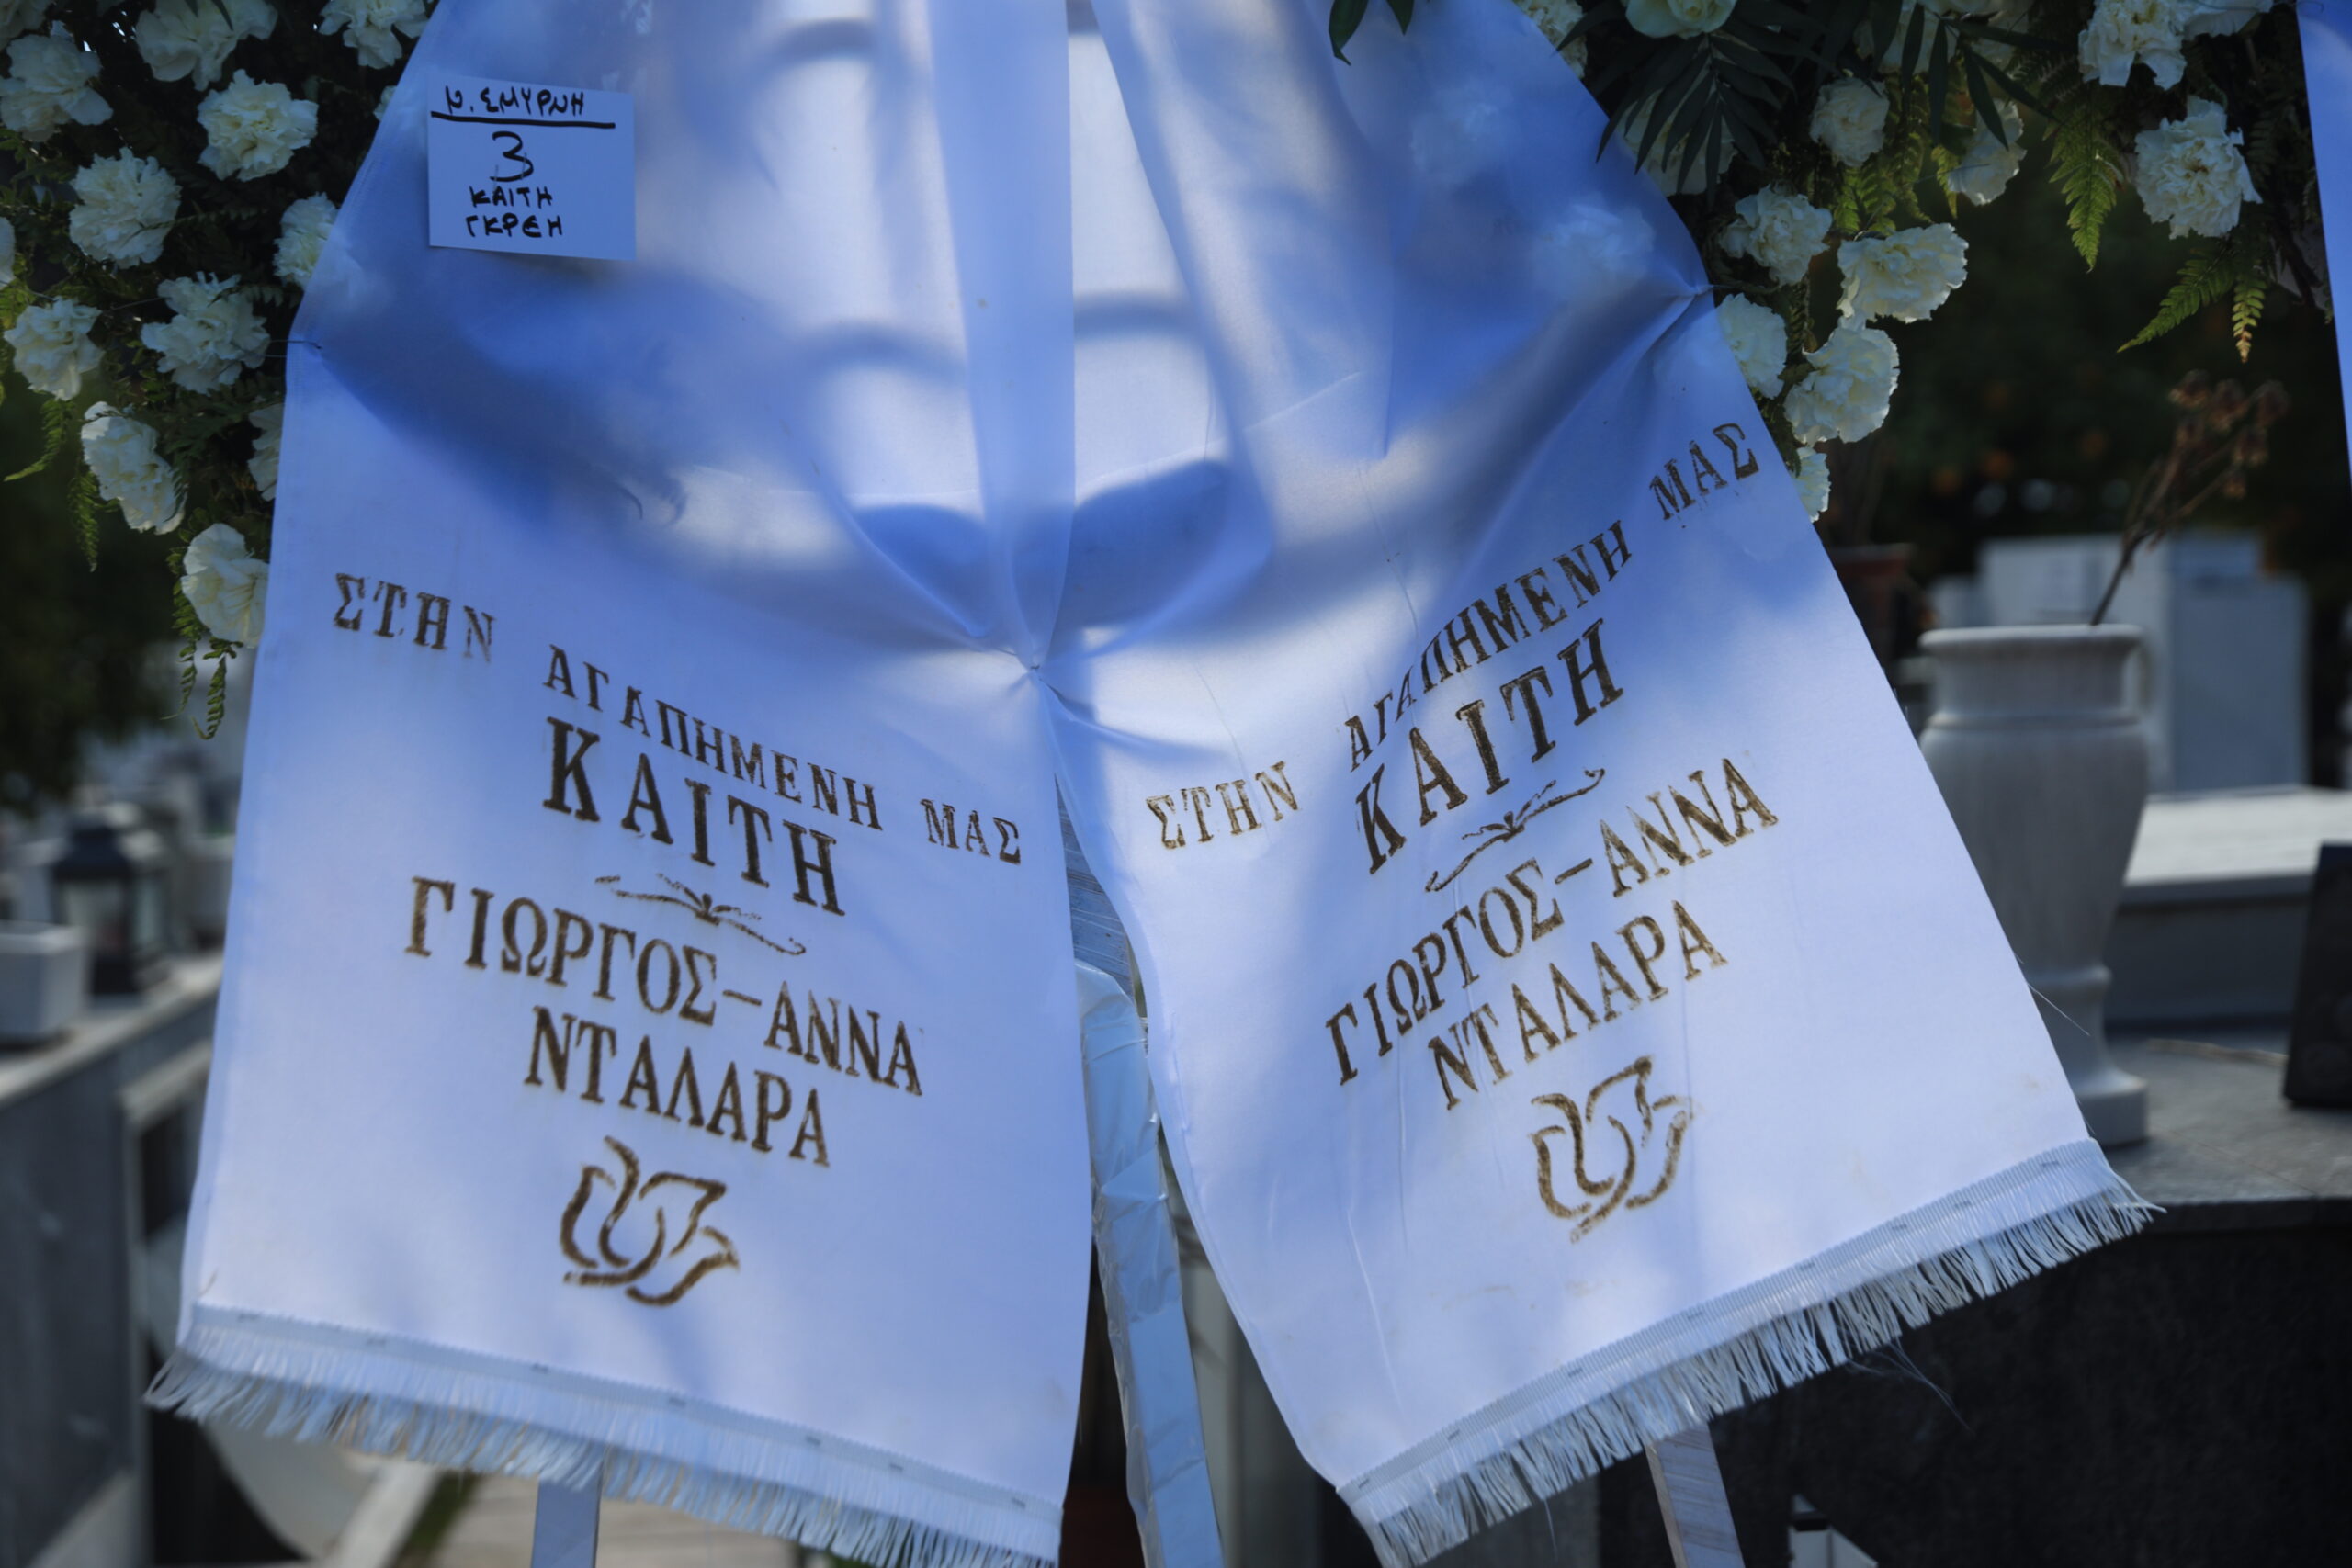 Ν. ΣΜΥΡΝΗ
3
ΚΑΙΤΗ
ΓΚΡΕΗ
ΣΤΗΝ ΑΓΑΠΗΜΕΝΗ ΜΑΣ
ΚΑΙΤΗ
ΓΙΩΡΓΟΣ-ΑΝΝΑ
ΝΤΑΛΑΡΑ
ΣΤΗΝ ΑΓΑΠΗΜΕΝΗ ΜΑΣ
ΚΑΙΤΗ
ΓΙΩΡΓΟΣ-ΑΝΝΑ
ΝΤΑΛΑΡΑ